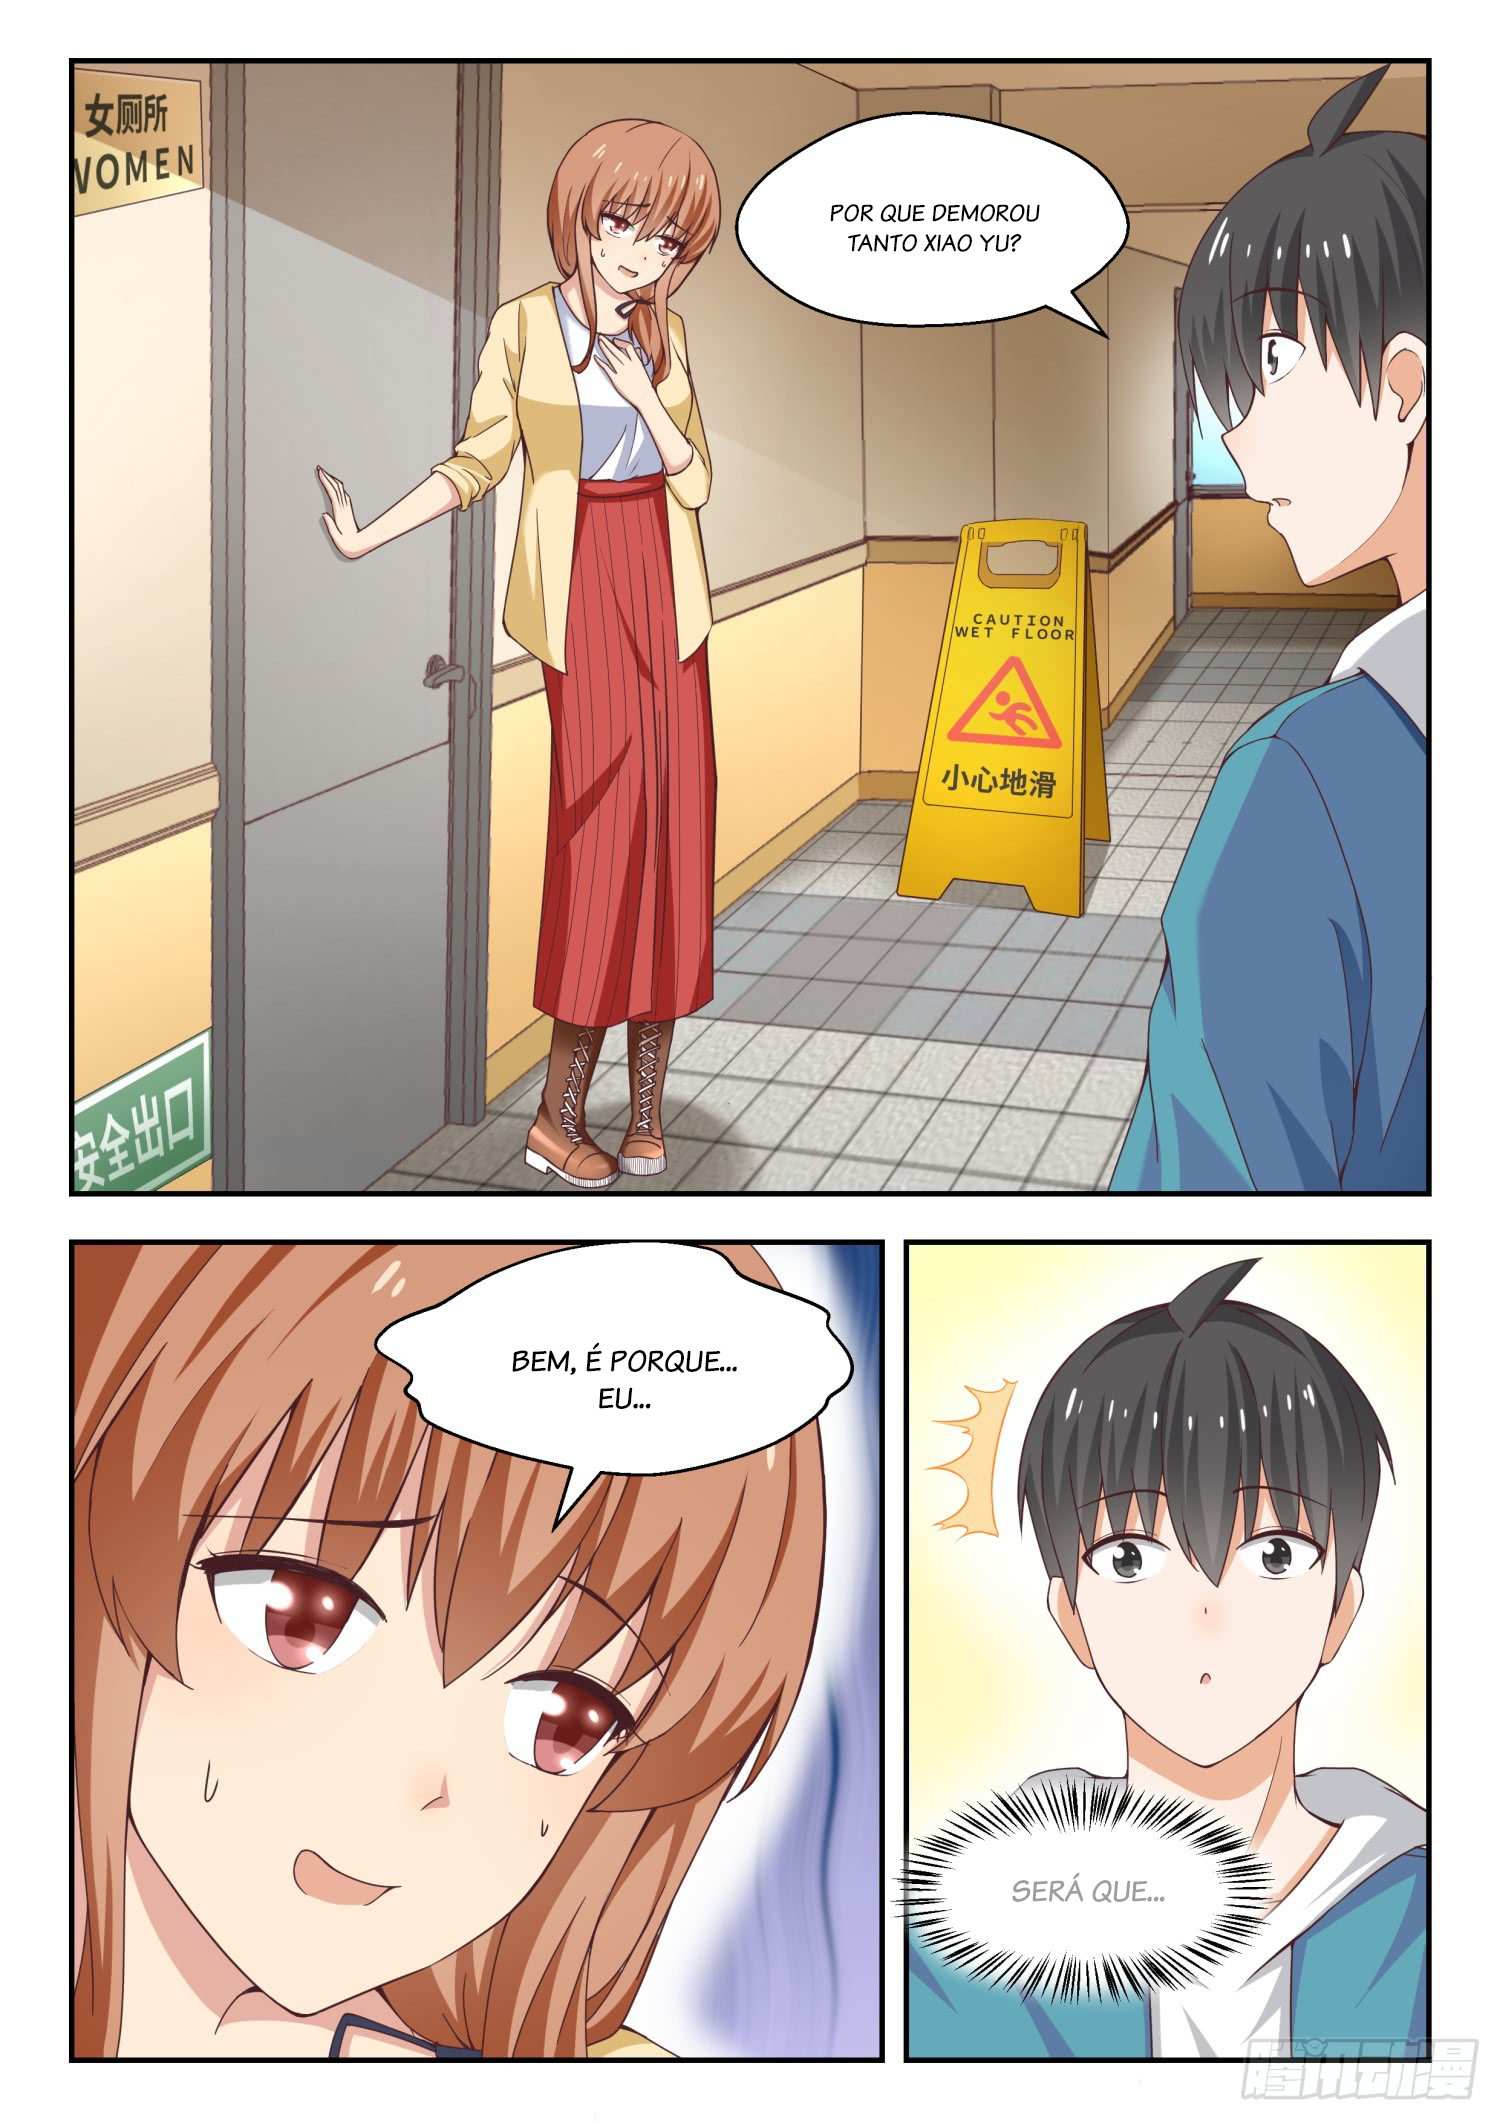 女厕所
WOMEN
POR QUE DEMOROU
TANTO XIAO YU?
CAUTION
WET FLOOR
小心地滑
安全出口
BEM, É PORQUE...
EU...
SERÁ QUE...
腾讯动漫